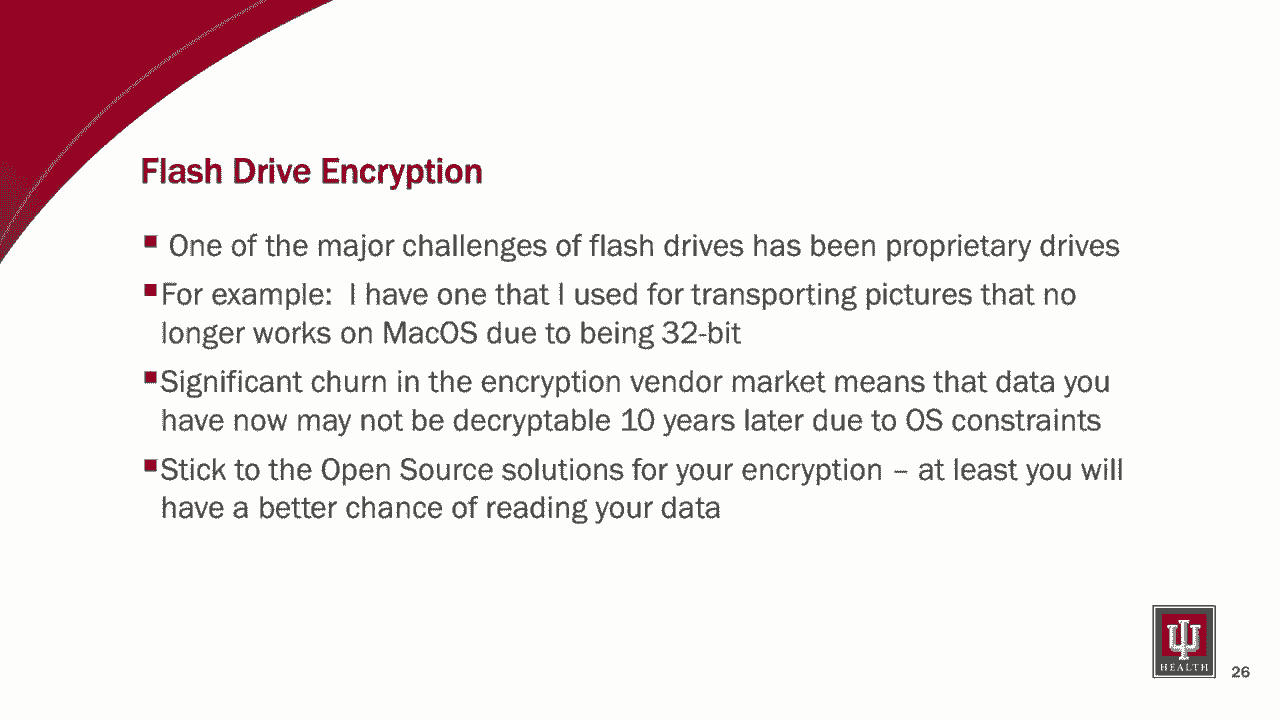 Flash Drive Encryption
▪ One of the major challenges of flash drives has been proprietary drives
▪For example:  I have one that I used for transporting pictures that no
longer works on MacOS due to being 32-bit
▪Significant churn in the encryption vendor market means that data you
have now may not be decryptable 10 years later due to OS constraints
▪Stick to the Open Source solutions for your encryption – at least you will
have a better chance of reading your data
HEALTH
26